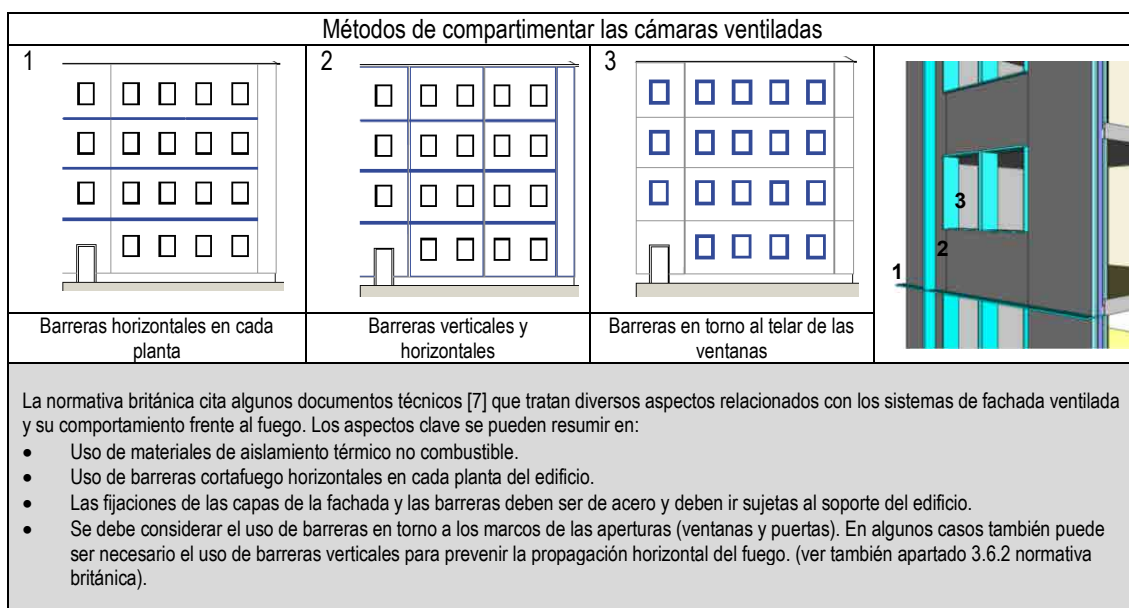 Métodos de compartimentar las cámaras ventiladas
1
2
3
3
2
1
Barreras horizontales en cada
planta
Barreras verticales y
horizontales
Barreras en torno al telar de las
ventanas
La normativa británica cita algunos documentos técnicos [7] que tratan diversos aspectos relacionados con los sistemas de fachada ventilada
y su comportamiento frente al fuego. Los aspectos clave se pueden resumir en:
• Uso de materiales de aislamiento térmico no combustible.
• Uso de barreras cortafuego horizontales en cada planta del edificio.
• Las fijaciones de las capas de la fachada y las barreras deben ser de acero y deben ir sujetas al soporte del edificio.
• Se debe considerar el uso de barreras en torno a los marcos de las aperturas (ventanas y puertas). En algunos casos también puede
ser necesario el uso de barreras verticales para prevenir la propagación horizontal del fuego. (ver también apartado 3.6.2 normativa
británica).